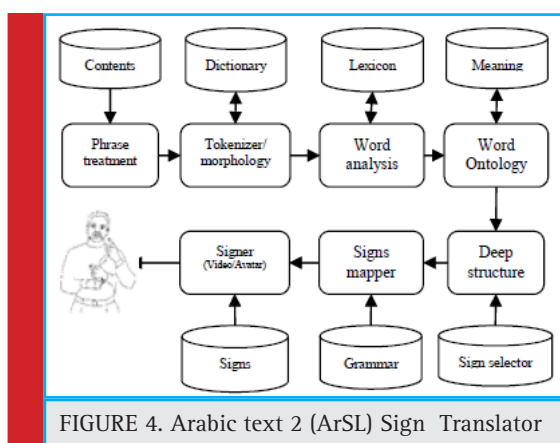 Contents
Dictionary
Lexicon
Meaning
Phrase
treatment
Tokenizer/
morphology
Word
analysis
Word
Ontology
Signer
(Video/Avatar)
Signs
mapper
Deep
structure
Signs
Grammar
Sign selector
FIGURE 4. Arabic text 2 (ArSL) Sign Translator